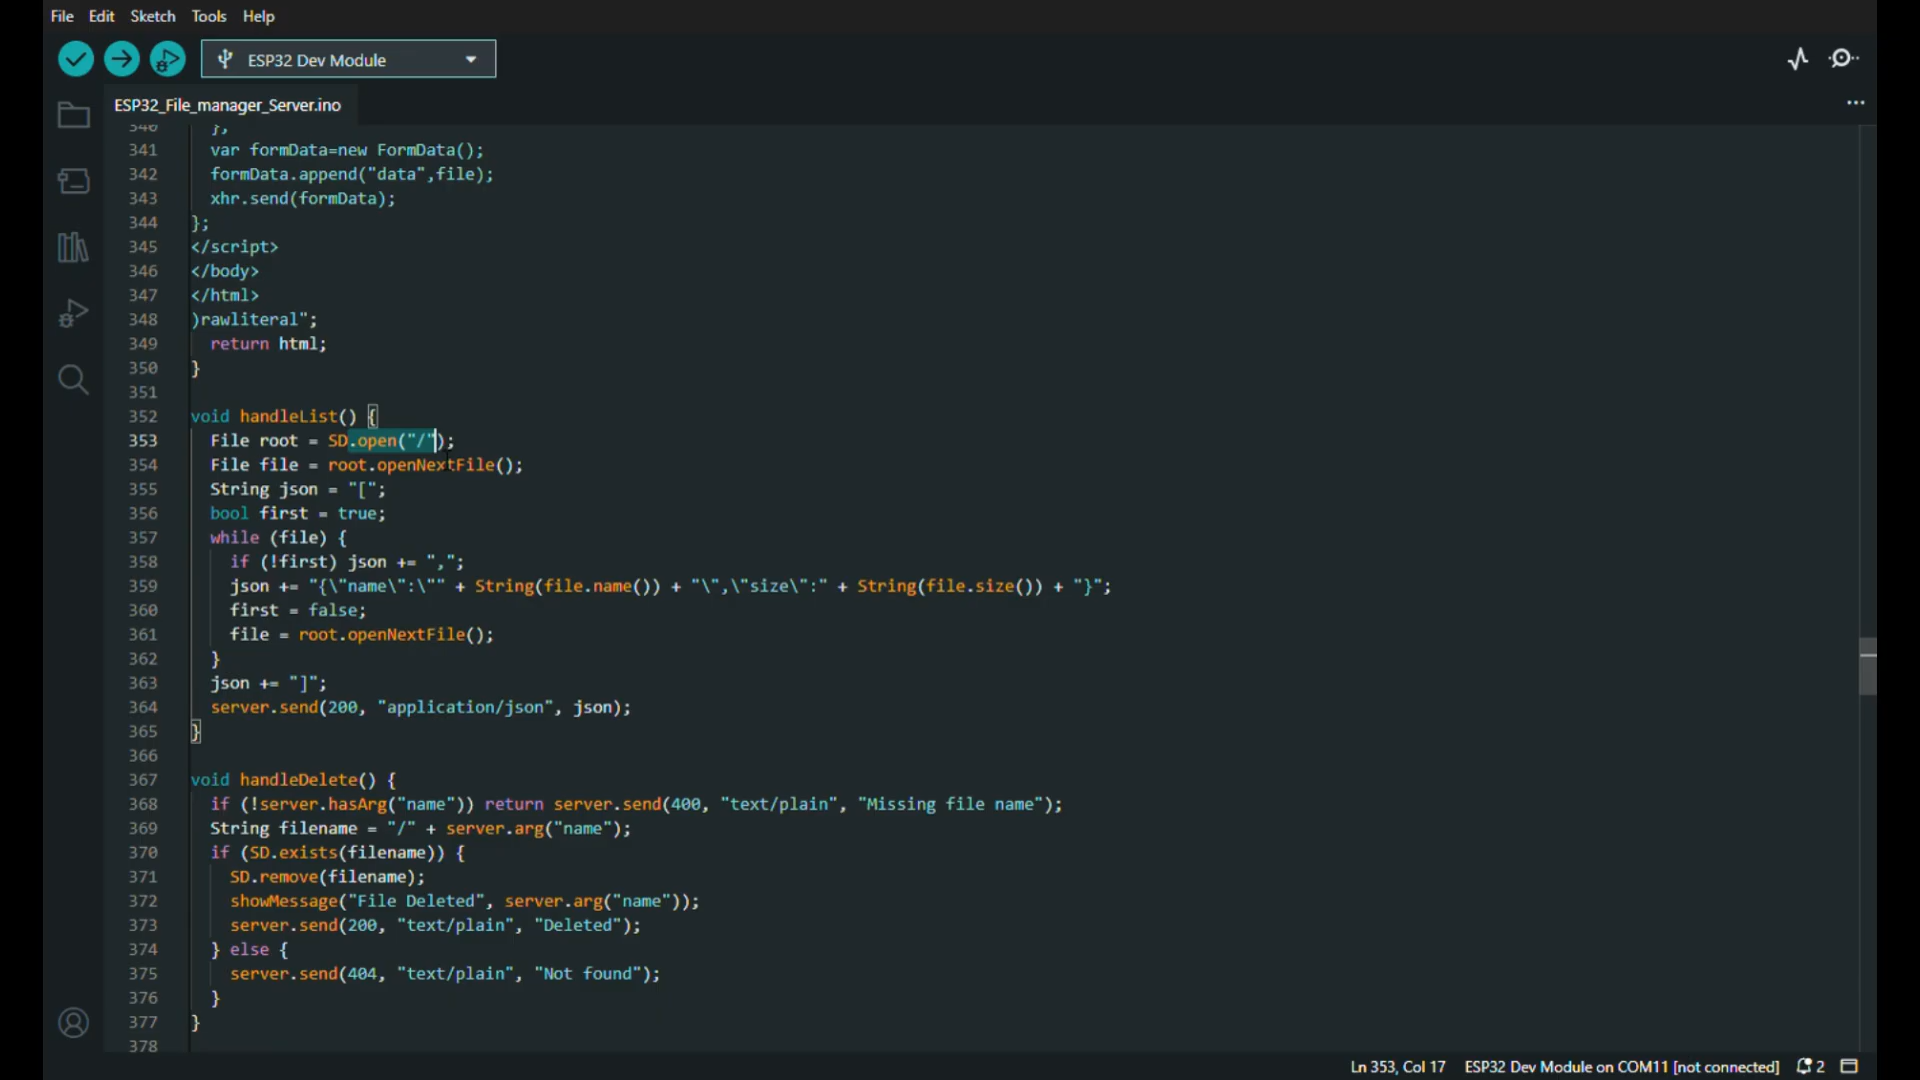 File Edit Sketch Tools Help
ESP32 Dev Module
ESP32_File_manager_Server.ino
340 };
341 var formData=new FormData();
342 formData.append("data",file);
343 xhr.send(formData);
344 };
345 </script>
346 </body>
347 </html>
348 )rawliteral";
349 return html;
350 }
351
352 void handleList() {
353 File root = SD.open("/");
354 File file = root.openNextFile();
355 String json = "[";
356 bool first = true;
357 while (file) {
358 if (!first) json += ",";
359 json += "{\"name\":\"" + String(file.name()) + "\",\"size\":" + String(file.size()) + "}";
360 first = false;
361 file = root.openNextFile();
362 }
363 json += "]";
364 server.send(200, "application/json", json);
365 }
366
367 void handleDelete() {
368 if (!server.hasArg("name")) return server.send(400, "text/plain", "Missing file name");
369 String filename = "/" + server.arg("name");
370 if (SD.exists(filename)) {
371 SD.remove(filename);
372 showMessage("File Deleted", server.arg("name"));
373 server.send(200, "text/plain", "Deleted");
374 } else {
375 server.send(404, "text/plain", "Not found");
376 }
377 }
378
Ln 353, Col 17 ESP32 Dev Module on COM11 [not connected] 2